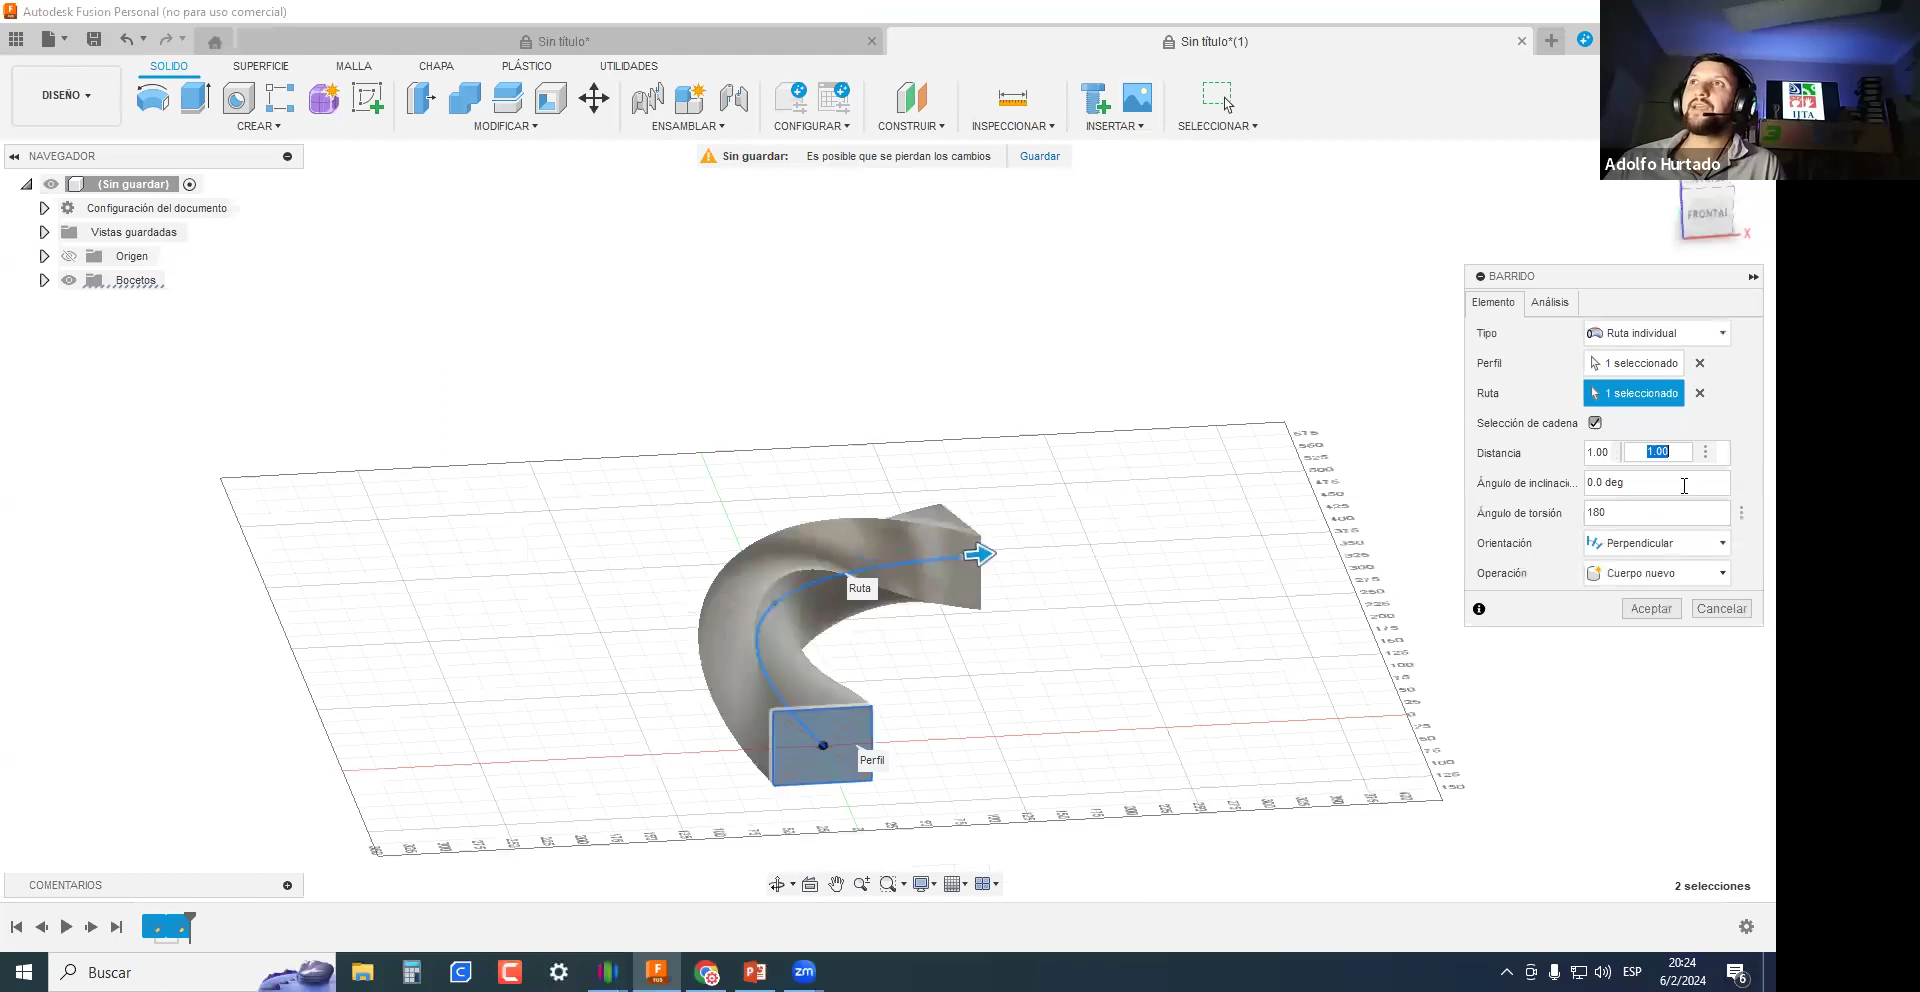 Autodesk Fusion Personal (no para uso comercial)
Sin título*
Sin título*(1)
DISEÑO
SOLIDO
SUPERFICIE
MALLA
CHAPA
PLÁSTICO
UTILIDADES
CREAR
MODIFICAR
ENSAMBLAR
CONFIGURAR
CONSTRUIR
INSPECCIONAR
INSERTAR
SELECCIONAR
IITA
Adolfo Hurtado
NAVEGADOR
Sin guardar: Es posible que se pierdan los cambios Guardar
(Sin guardar)
Configuración del documento
Vistas guardadas
Origen
Bocetos
FRONTAL
X
BARRIDO
Elemento Análisis
Tipo Ruta individual
Perfil 1 seleccionado
Ruta 1 seleccionado
Selección de cadena
Distancia 1.00 1.00
Ángulo de inclinaci... 0.0 deg
Ángulo de torsión 180
Orientación Perpendicular
Operación Cuerpo nuevo
Aceptar Cancelar
Ruta
Perfil
COMENTARIOS
2 selecciones
Buscar
zm
ESP
20:24
6/2/2024
6